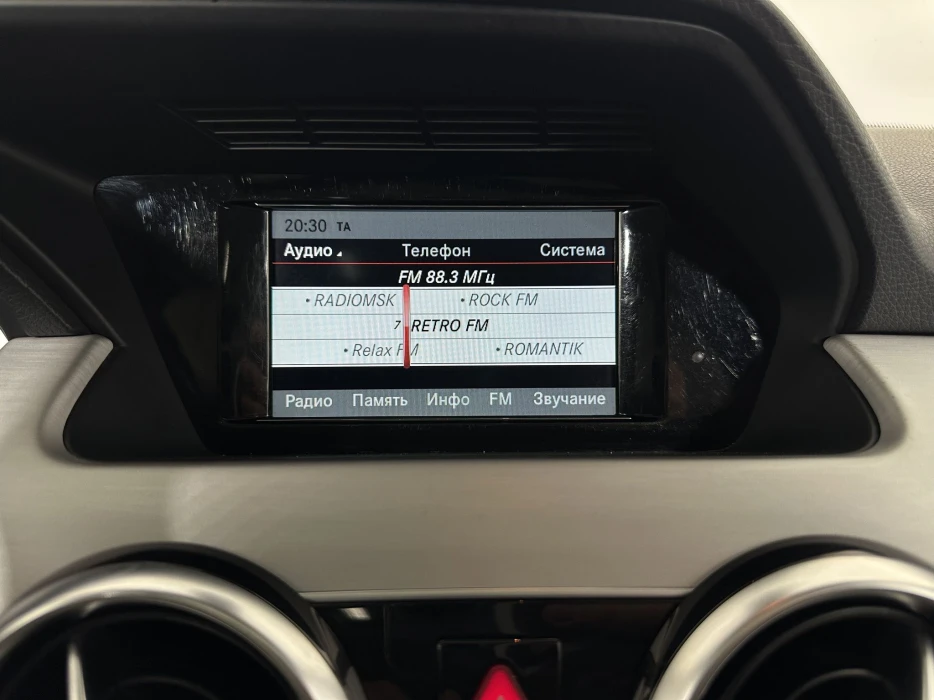 20:30 TA
Аудио Телефон Система
FM 88.3 МГц
• RADIOMSK • ROCK FM
7 RETRO FM
• Relax FM • ROMANTIK
Радио Память Инфо FM Звучание